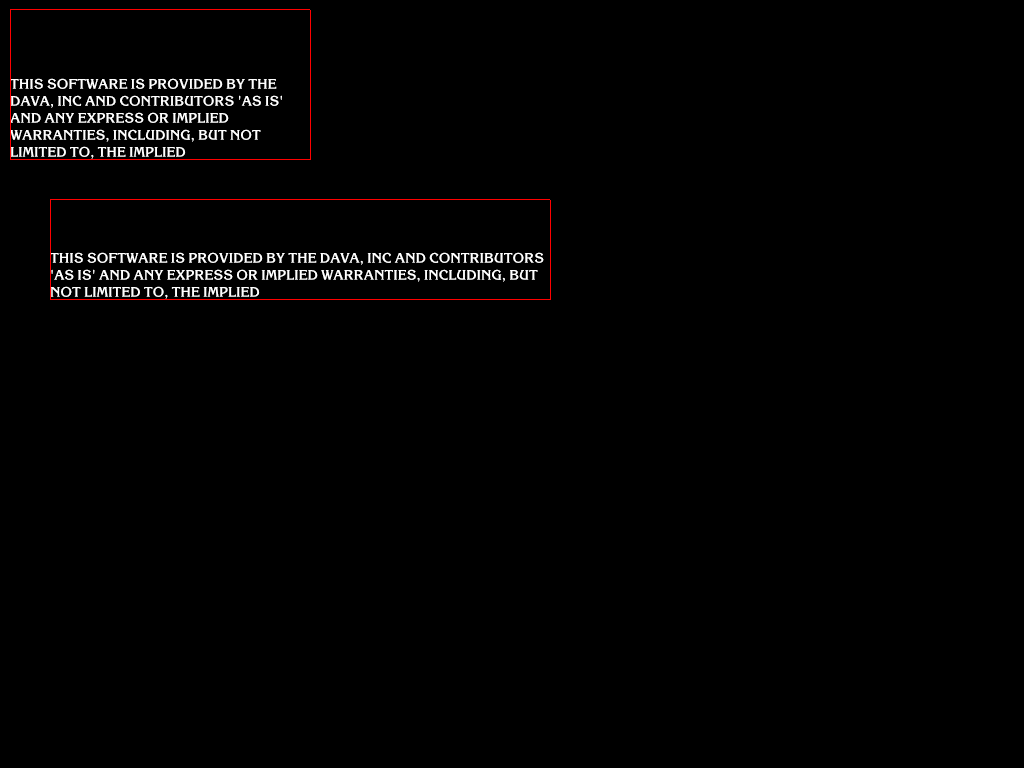 THIS SOFTWARE IS PROVIDED BY THE
DAVA, INC AND CONTRIBUTORS 'AS IS'
AND ANY EXPRESS OR IMPLIED
WARRANTIES, INCLUDING, BUT NOT
LIMITED TO, THE IMPLIED
THIS SOFTWARE IS PROVIDED BY THE DAVA, INC AND CONTRIBUTORS
'AS IS' AND ANY EXPRESS OR IMPLIED WARRANTIES, INCLUDING, BUT
NOT LIMITED TO, THE IMPLIED